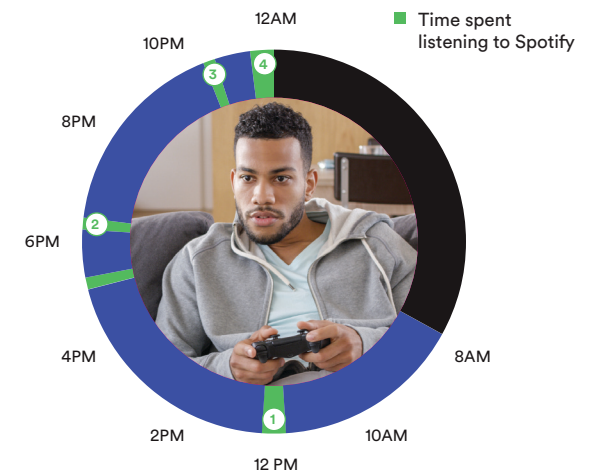 12AM
Time spent
listening to Spotify
10PM
3
4
8PM
2
6PM
4PM
8AM
1
2PM
10AM
12 PM